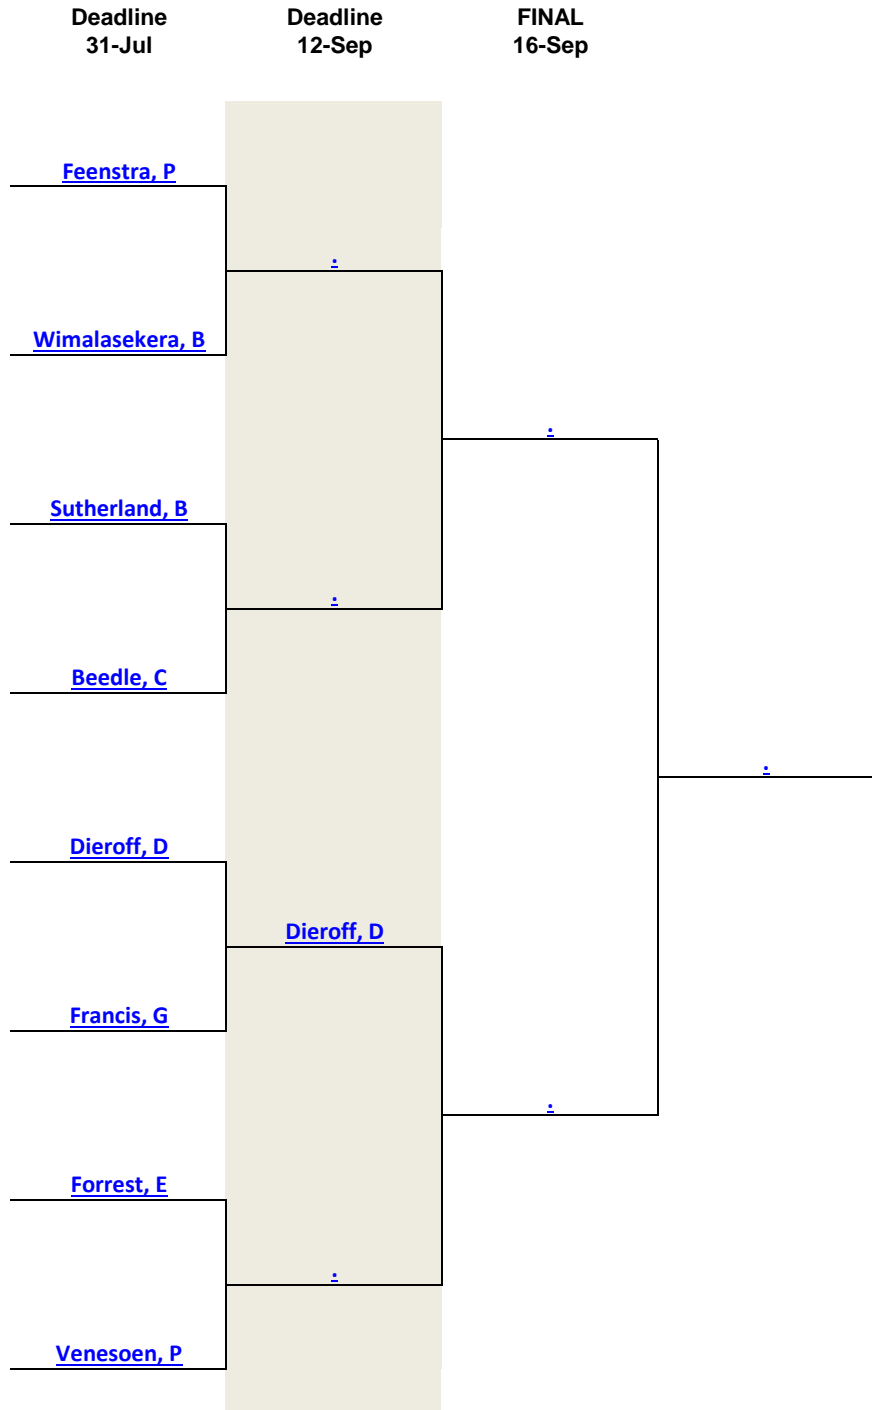 Deadline Deadline FINAL
31-Jul 12-Sep 16-Sep
Feenstra, P
.
Wimalasekera, B
.
Sutherland, B
.
Beedle, C
.
Dieroff, D
Dieroff, D
Francis, G
.
Forrest, E
.
Venesoen, P